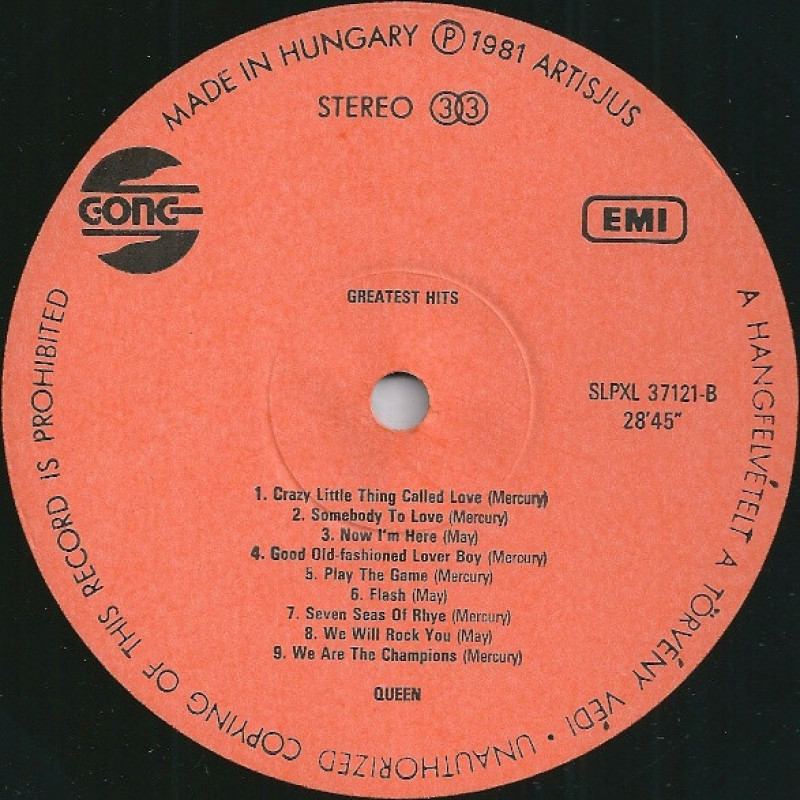 MADE IN HUNGARY Ⓟ 1981 ARTISJUS
STEREO 33
GONG
EMI
GREATEST HITS
SLPXL 37121-B
28'45"
1. Crazy Little Thing Called Love (Mercury)
2. Somebody To Love (Mercury)
3. Now I'm Here (May)
4. Good Old-fashioned Lover Boy (Mercury)
5. Play The Game (Mercury)
6. Flash (May)
7. Seven Seas Of Rhye (Mercury)
8. We Will Rock You (May)
9. We Are The Champions (Mercury)
QUEEN
A HANGFELVÉTELT A TÖRVÉNY VÉDI • UNAUTHORIZED COPYING OF THIS RECORD IS PROHIBITED